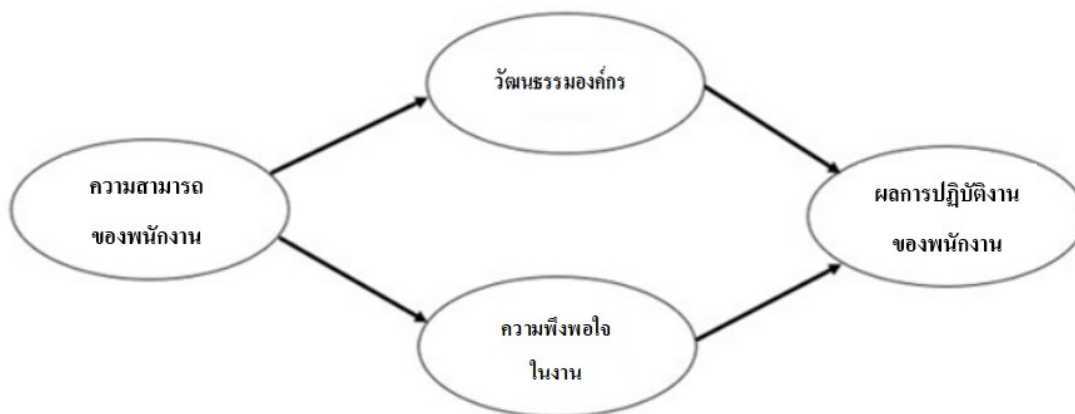 วัฒนธรรมองค์กร
ความสามารถ
ของพนักงาน
ผลการปฏิบัติงาน
ของพนักงาน
ความพึงพอใจ
ในงาน